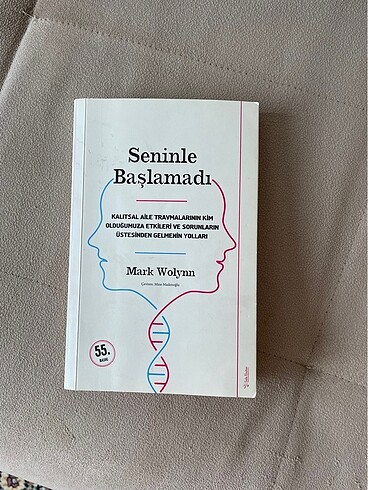 Seninle
Başlamadı
KALITSAL AİLE TRAVMALARININ KİM
OLDUĞUMUZA ETKİLERİ VE SORUNLARIN
ÜSTESİNDEN GELMENİN YOLLARI
Mark Wolynn
55.
BASKI